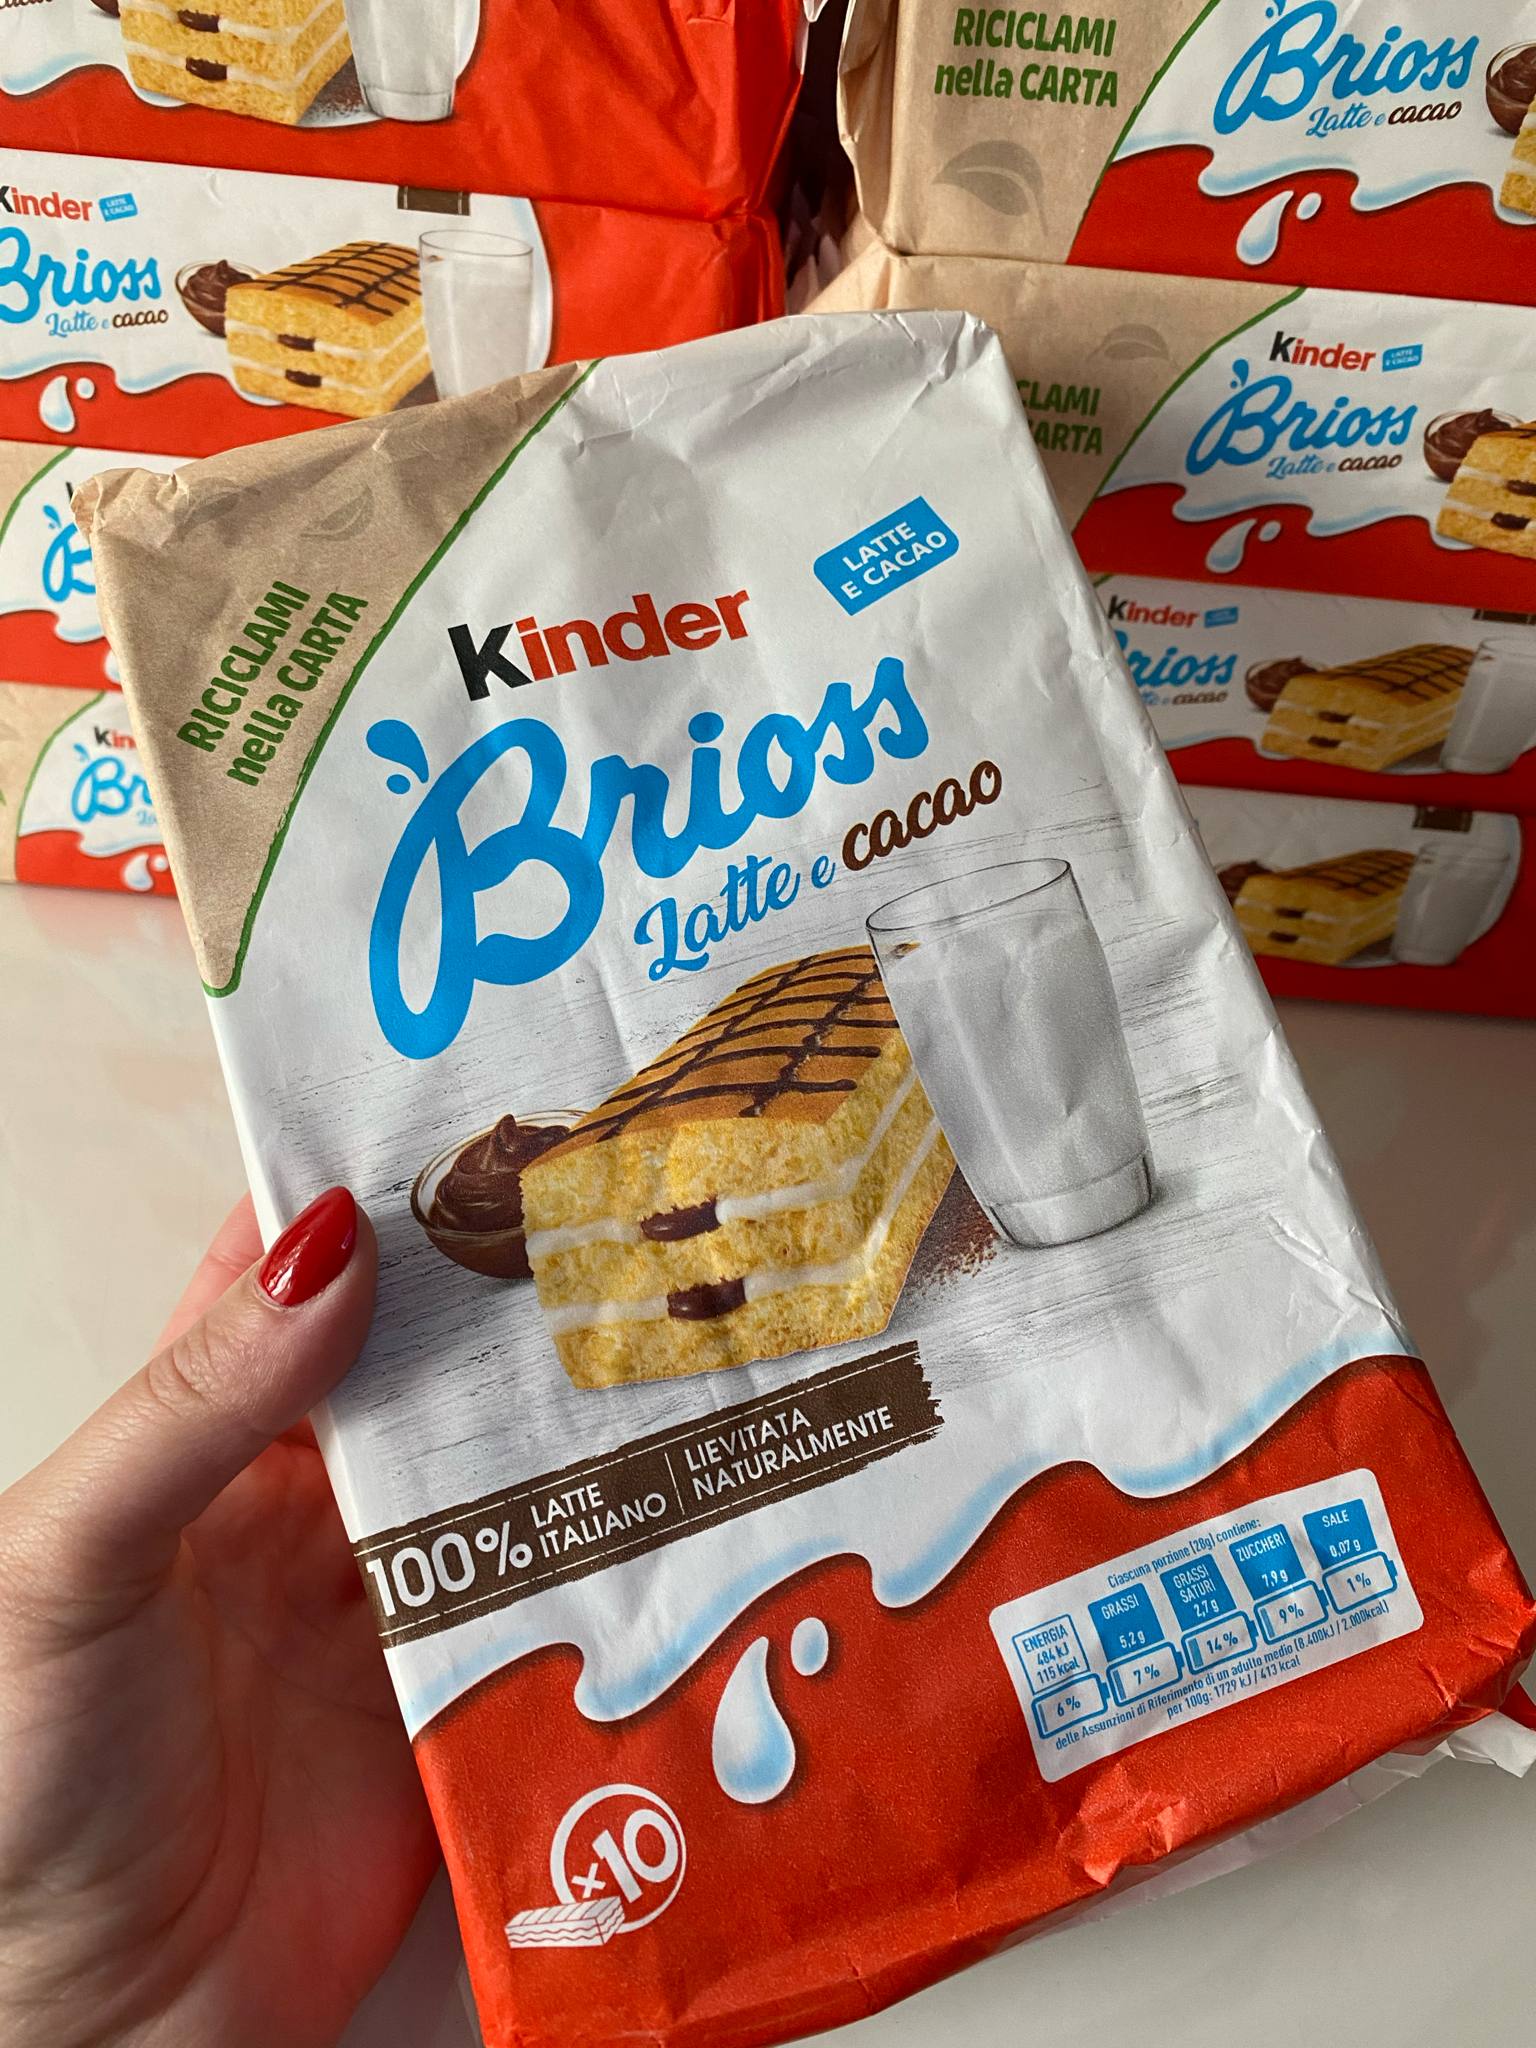 RICICLAMI
nella CARTA
Brioss
Latte e cacao
Kinder
LATTE
E CACAO
Brioss
Latte e cacao
Kinder
LATTE
E CACAO
Brioss
Latte e cacao
Kinder
Brioss
cacao
RICICLAMI
nella CARTA
Kinder
LATTE
E CACAO
Brioss
Latte e cacao
100% LATTE
ITALIANO
LIEVITATA
NATURALMENTE
Ciascuna porzione (28g) contiene:
ENERGIA
484 kJ
115 kcal
6%
GRASSI
5,2 g
7%
GRASSI
SATURI
2,7 g
14%
ZUCCHERI
7,9 g
9%
SALE
0,07 g
1%
delle Assunzioni di Riferimento di un adulto medio (8.400kJ / 2.000kcal)
per 100g: 1729 kJ / 413 kcal
x10